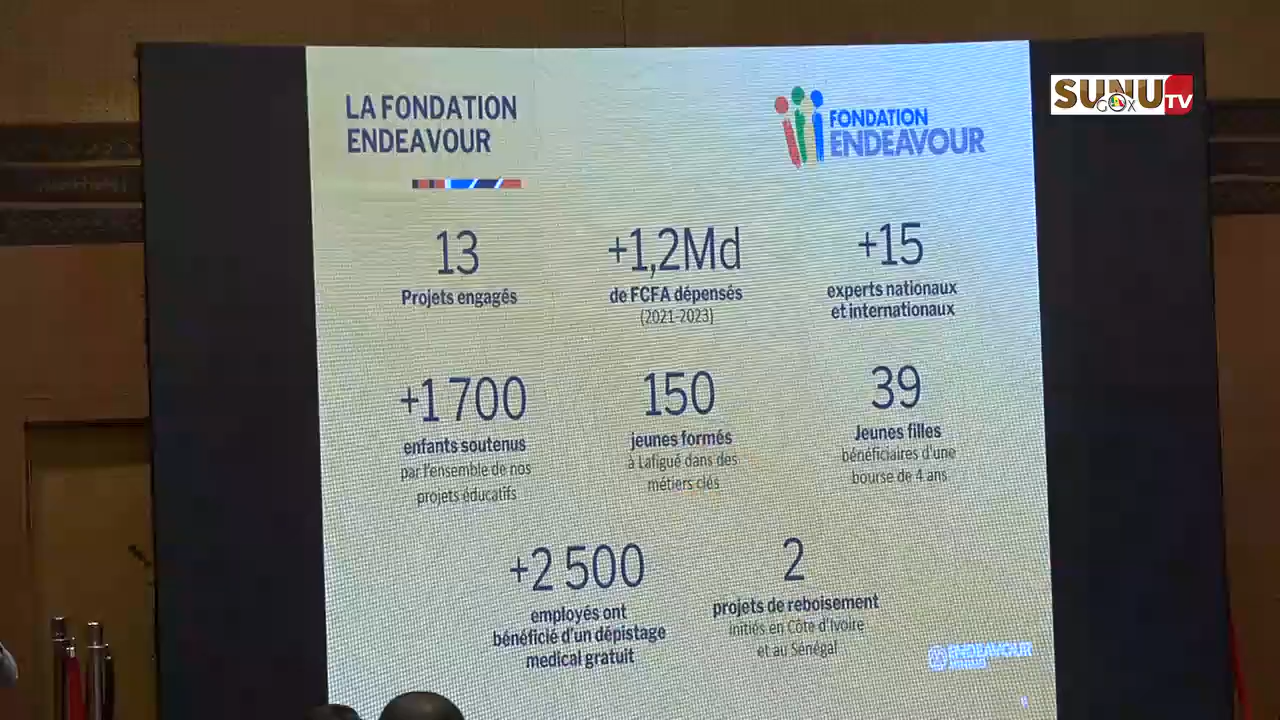 LA FONDATION
ENDEAVOUR
FONDATION
ENDEAVOUR
SUNU
GOX
TV
13
Projets engagés
+1,2Md
de FCFA dépensés
(2021-2023)
+15
experts nationaux
et internationaux
+1 700
enfants soutenus
par l'ensemble de nos
projets éducatifs
150
jeunes formés
à Lafigué dans des
métiers clés
39
Jeunes filles
bénéficiaires d'une
bourse de 4 ans
+2 500
employés ont
bénéficié d'un dépistage
medical gratuit
2
projets de reboisement
initiés en Côte d'Ivoire
et au Sénégal
ENDEAVOUR